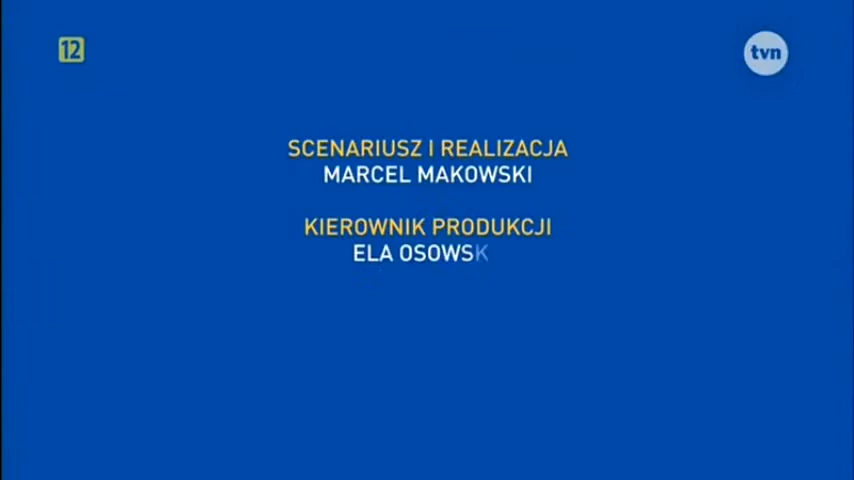 12
tvn
SCENARIUSZ I REALIZACJA
MARCEL MAKOWSKI
KIEROWNIK PRODUKCJI
ELA OSOWSK